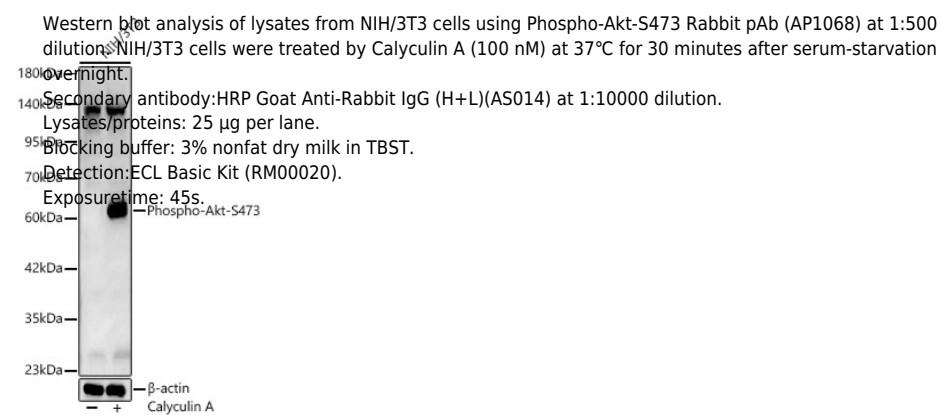 Western blot analysis of lysates from NIH/3T3 cells using Phospho-Akt-S473 Rabbit pAb (AP1068) at 1:500
dilution. NIH/3T3 cells were treated by Calyculin A (100 nM) at 37℃ for 30 minutes after serum-starvation
overnight.
Secondary antibody:HRP Goat Anti-Rabbit IgG (H+L)(AS014) at 1:10000 dilution.
Lysates/proteins: 25 μg per lane.
Blocking buffer: 3% nonfat dry milk in TBST.
Detection:ECL Basic Kit (RM00020).
Exposuretime: 45s.
NIH/3T3
180kDa
140kDa
95kDa
70kDa
60kDa
Phospho-Akt-S473
42kDa
35kDa
23kDa
β-actin
− + Calyculin A